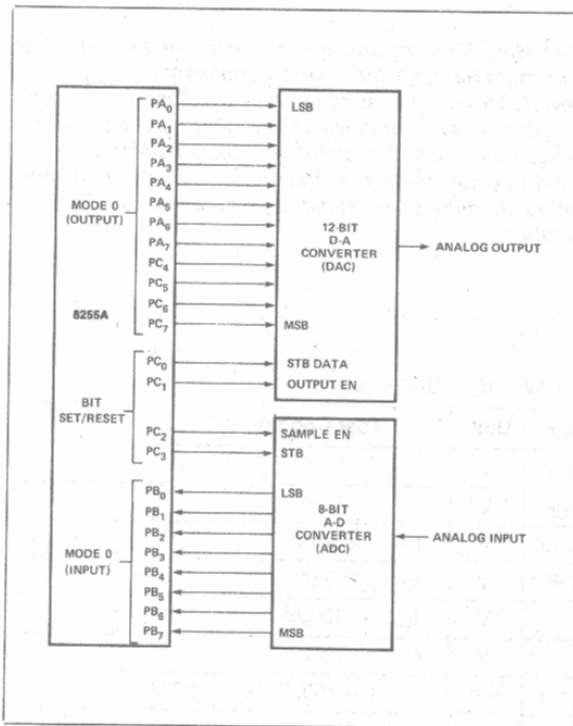 PA₀
LSB
PA₁
PA₂
PA₃
PA₄
MODE 0
(OUTPUT)
PA₅
PA₆
PA₇
12-BIT
D-A
CONVERTER
(DAC)
ANALOG OUTPUT
PC₄
PC₅
PC₆
8255A
PC₇
MSB
PC₀
STB DATA
PC₁
OUTPUT EN
BIT
SET/RESET
PC₂
SAMPLE EN
PC₃
STB
PB₀
LSB
PB₁
PB₂
8-BIT
A-D
CONVERTER
(ADC)
ANALOG INPUT
PB₃
MODE 0
(INPUT)
PB₄
PB₅
PB₆
PB₇
MSB